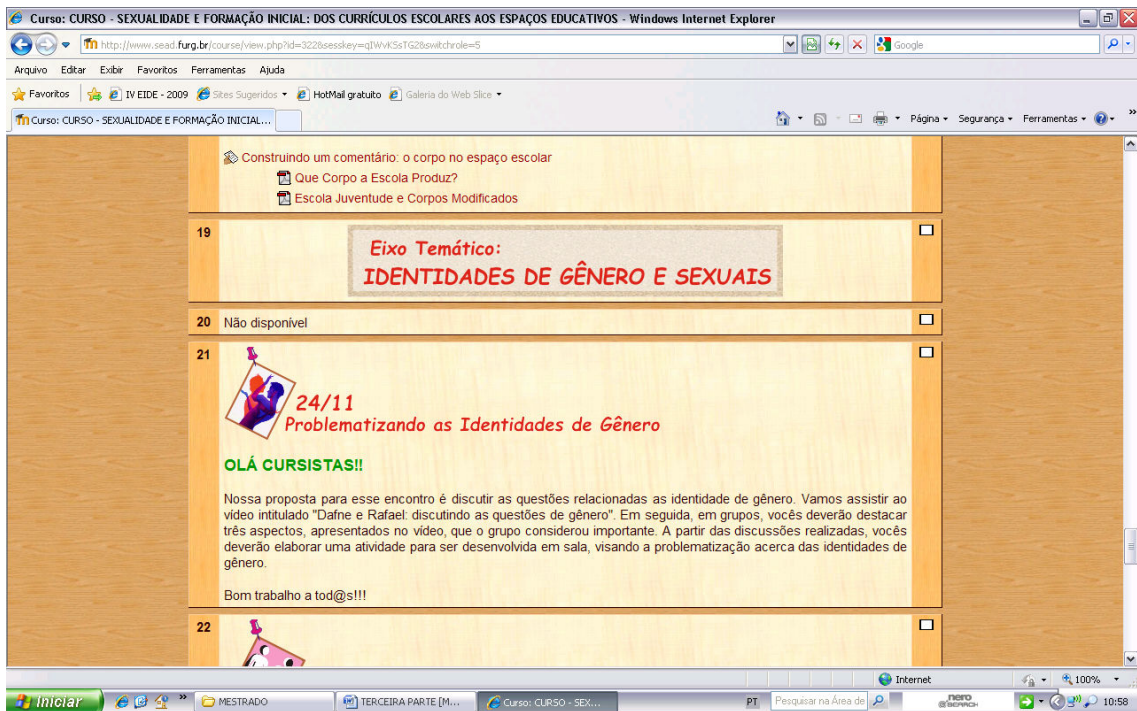 Curso: CURSO - SEXUALIDADE E FORMAÇÃO INICIAL: DOS CURRÍCULOS ESCOLARES AOS ESPAÇOS EDUCATIVOS - Windows Internet Explorer
http://www.sead.furg.br/course/view.php?id=322&sesskey=qIWvK5sTG2&switchrole=5
Google
Arquivo Editar Exibir Favoritos Ferramentas Ajuda
Favoritos IV EIDE - 2009 Sites Sugeridos HotMail gratuito Galeria do Web Slice
Curso: CURSO - SEXUALIDADE E FORMAÇÃO INICIAL... Página Segurança Ferramentas
Construindo um comentário: o corpo no espaço escolar
Que Corpo a Escola Produz?
Escola Juventude e Corpos Modificados
19
Eixo Temático:
IDENTIDADES DE GÊNERO E SEXUAIS
20 Não disponível
21
24/11
Problematizando as Identidades de Gênero
OLÁ CURSISTAS!!
Nossa proposta para esse encontro é discutir as questões relacionadas as identidade de gênero. Vamos assistir ao
vídeo intitulado "Dafne e Rafael: discutindo as questões de gênero". Em seguida, em grupos, vocês deverão destacar
três aspectos, apresentados no vídeo, que o grupo considerou importante. A partir das discussões realizadas, vocês
deverão elaborar uma atividade para ser desenvolvida em sala, visando a problematização acerca das identidades de
gênero.
Bom trabalho a tod@s!!!
22
Internet 100%
Iniciar MESTRADO TERCEIRA PARTE [M... Curso: CURSO - SEX... PT Pesquisar na Área de nero SEARCH 10:58